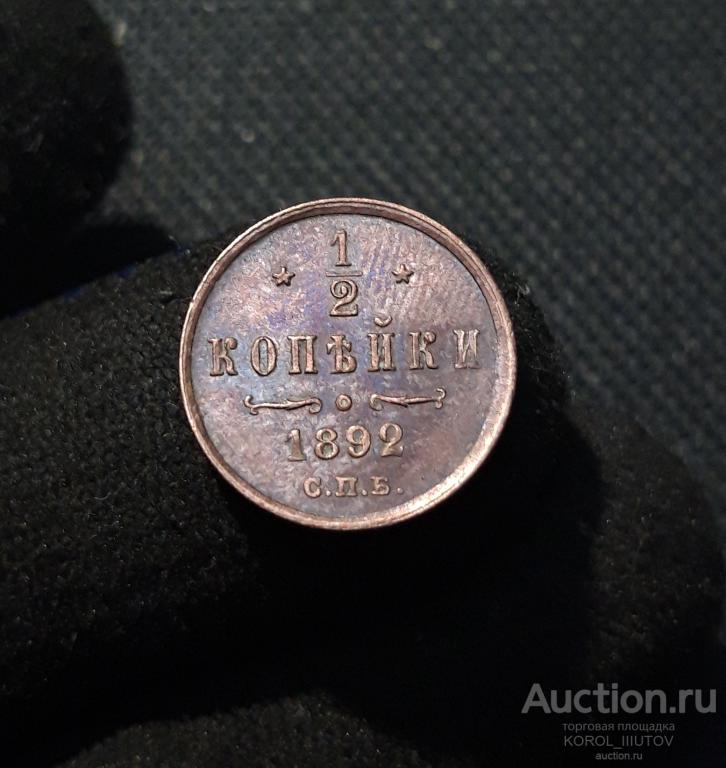 1/2
КОПѢЙКИ
1892
С.П.Б.
Auction.ru
торговая площадка
KOROL_IIIUTOV
auction.ru